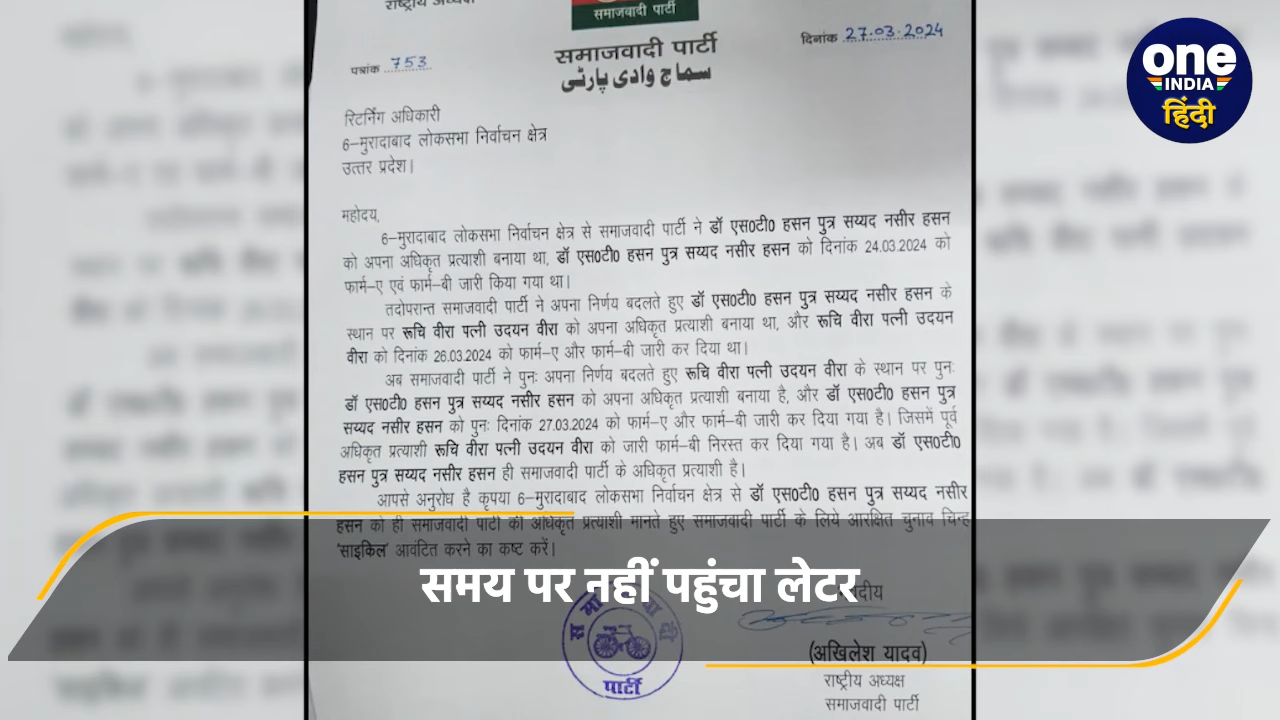 राष्ट्रीय अध्यक्ष
समाजवादी पार्टी
समाजवादी पार्टी
سماج وادی پارٹی
पत्रांक 753
दिनांक 27.03.2024
one
INDIA
हिंदी
रिटर्निग अधिकारी
6–मुरादाबाद लोकसभा निर्वाचन क्षेत्र
उत्तर प्रदेश।
महोदय,
6–मुरादाबाद लोकसभा निर्वाचन क्षेत्र से समाजवादी पार्टी ने डॉ एस0टी0 हसन पुत्र सय्यद नसीर हसन
को अपना अधिकृत प्रत्याशी बनाया था, डॉ एस0टी0 हसन पुत्र सय्यद नसीर हसन को दिनांक 24.03.2024 को
फार्म–ए एवं फार्म–बी जारी किया गया था।
तदोपरान्त समाजवादी पार्टी ने अपना निर्णय बदलते हुए डॉ एस0टी0 हसन पुत्र सय्यद नसीर हसन के
स्थान पर रूचि वीरा पत्नी उदयन वीरा को अपना अधिकृत प्रत्याशी बनाया था, और रूचि वीरा पत्नी उदयन
वीरा को दिनांक 26.03.2024 को फार्म–ए और फार्म–बी जारी कर दिया था।
अब समाजवादी पार्टी ने पुनः अपना निर्णय बदलते हुए रूचि वीरा पत्नी उदयन वीरा के स्थान पर पुनः
डॉ एस0टी0 हसन पुत्र सय्यद नसीर हसन को अपना अधिकृत प्रत्याशी बनाया है, और डॉ एस0टी0 हसन पुत्र
सय्यद नसीर हसन को पुनः दिनांक 27.03.2024 को फार्म–ए और फार्म–बी जारी कर दिया गया है। जिसमें पूर्व
अधिकृत प्रत्याशी रूचि वीरा पत्नी उदयन वीरा को जारी फार्म–बी निरस्त कर दिया गया है। अब डॉ एस0टी0
हसन पुत्र सय्यद नसीर हसन ही समाजवादी पार्टी के अधिकृत प्रत्याशी है।
आपसे अनुरोध है कृपया 6–मुरादाबाद लोकसभा निर्वाचन क्षेत्र से डॉ एस0टी0 हसन पुत्र सय्यद नसीर
हसन को ही समाजवादी पार्टी की अधिकृत प्रत्याशी मानते हुए समाजवादी पार्टी के लिये आरक्षित चुनाव चिन्ह
'साइकिल' आवंटित करने का कष्ट करें।
समय पर नहीं पहुंचा लेटर
(अखिलेश यादव)
राष्ट्रीय अध्यक्ष
समाजवादी पार्टी
पार्टी